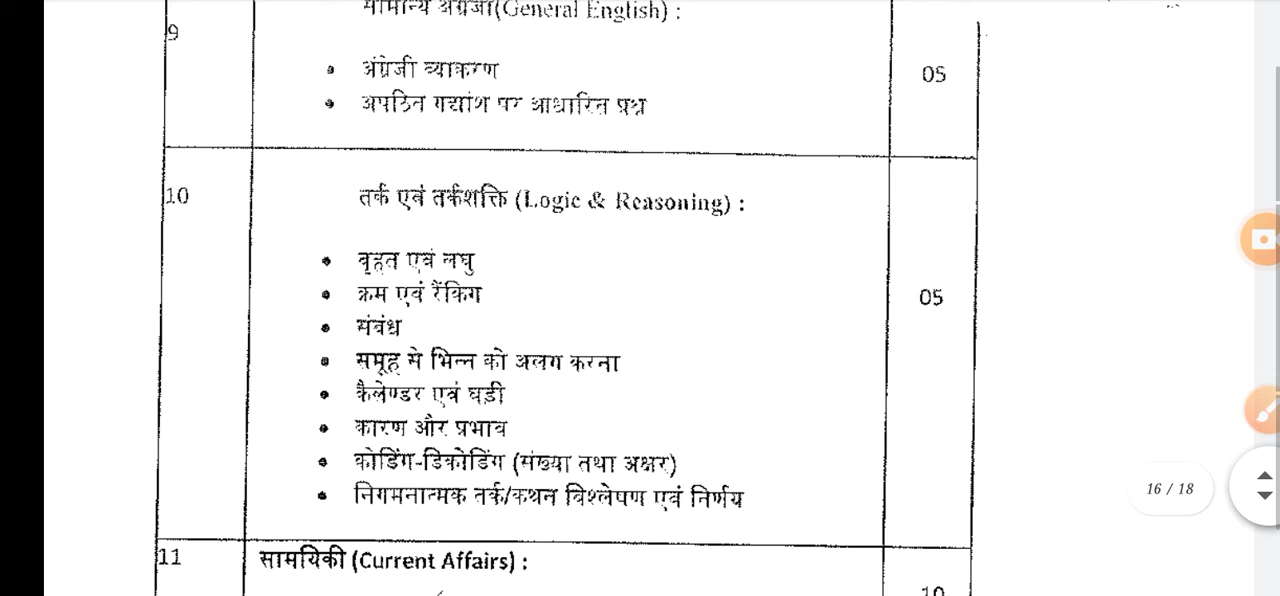 9
सामान्य अंग्रेजी(General English) :
• अंग्रेजी व्याकरण
05
• अपठित गद्यांश पर आधारित प्रश्न
10
तर्क एवं तर्कशक्ति (Logic & Reasoning) :
• वृहत एवं लघु
• क्रम एवं रैंकिग
05
• संबंध
• समूह से भिन्न को अलग करना
• कैलेण्डर एवं घड़ी
• कारण और प्रभाव
• कोडिंग-डिकोडिंग (संख्या तथा अक्षर)
• निगमनात्मक तर्क/कथन विश्लेषण एवं निर्णय
16 / 18
11
सामयिकी (Current Affairs) :
10